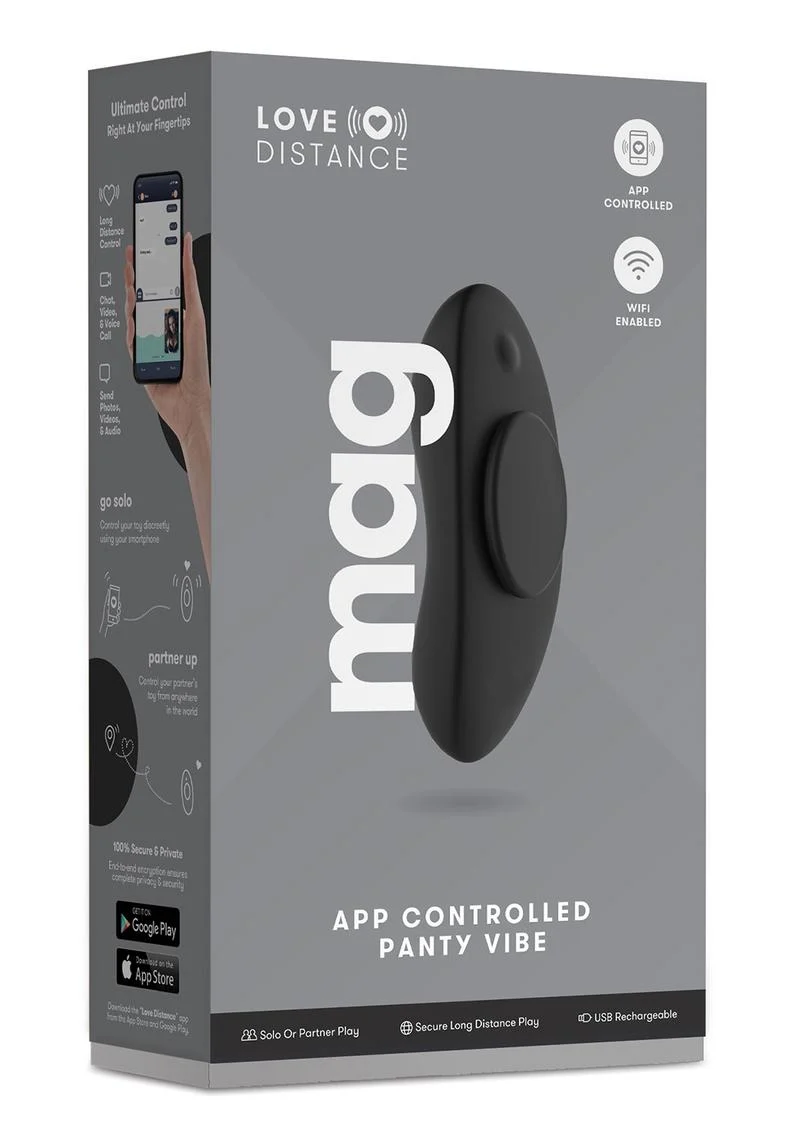 Ultimate Control
Right At Your Fingertips
Long
Distance
Control
Chat,
Video,
& Voice
Call
Send
Photos,
Videos,
& Audio
go solo
Control your toy discreetly
using your smartphone
partner up
Control your partner's
toy from anywhere
in the world
100% Secure & Private
End-to-end encryption ensures
complete privacy & security
GET IT ON
Google Play
Download on the
App Store
Download the "Love Distance" app
from the App Store and Google Play.
LOVE
DISTANCE
APP
CONTROLLED
WIFI
ENABLED
mag
APP CONTROLLED
PANTY VIBE
Solo Or Partner Play
Secure Long Distance Play
USB Rechargeable